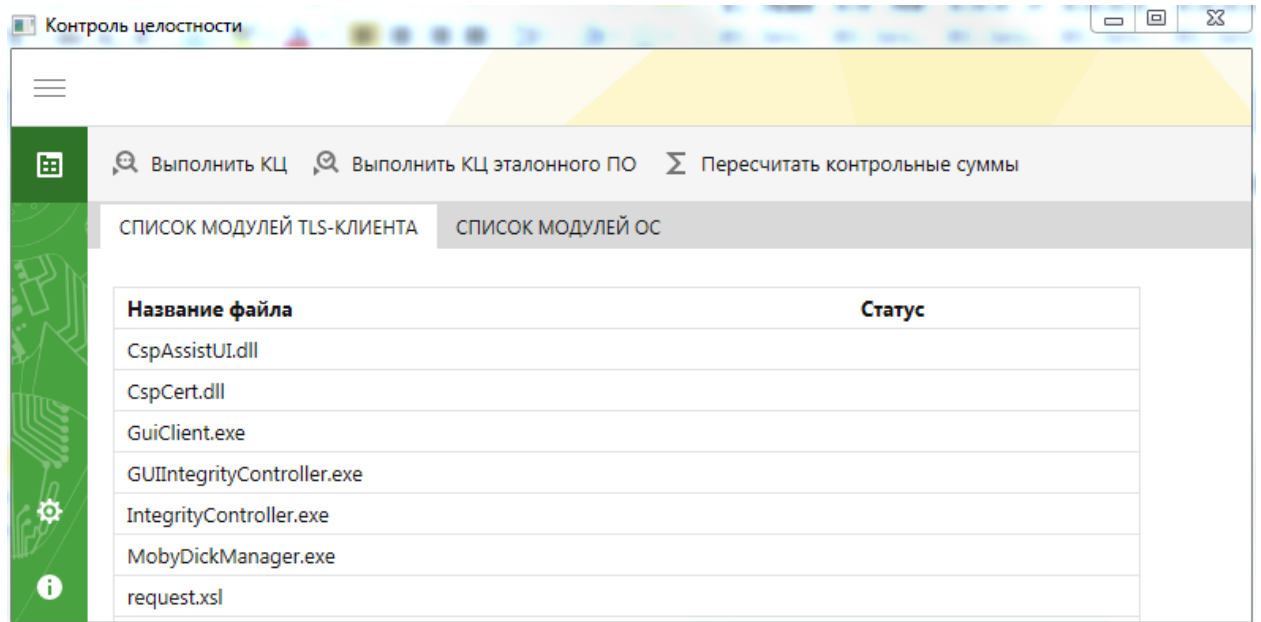 Контроль целостности
Выполнить КЦ Выполнить КЦ эталонного ПО Пересчитать контрольные суммы
СПИСОК МОДУЛЕЙ TLS-КЛИЕНТА СПИСОК МОДУЛЕЙ ОС
Название файла Статус
CspAssistUI.dll
CspCert.dll
GuiClient.exe
GUIIntegrityController.exe
IntegrityController.exe
MobyDickManager.exe
request.xsl